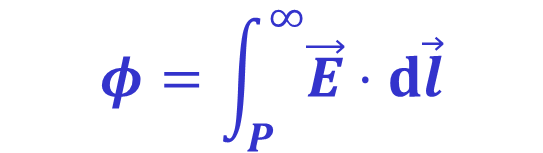 ϕ = ∫_P^∞ E⃗ · dl⃗